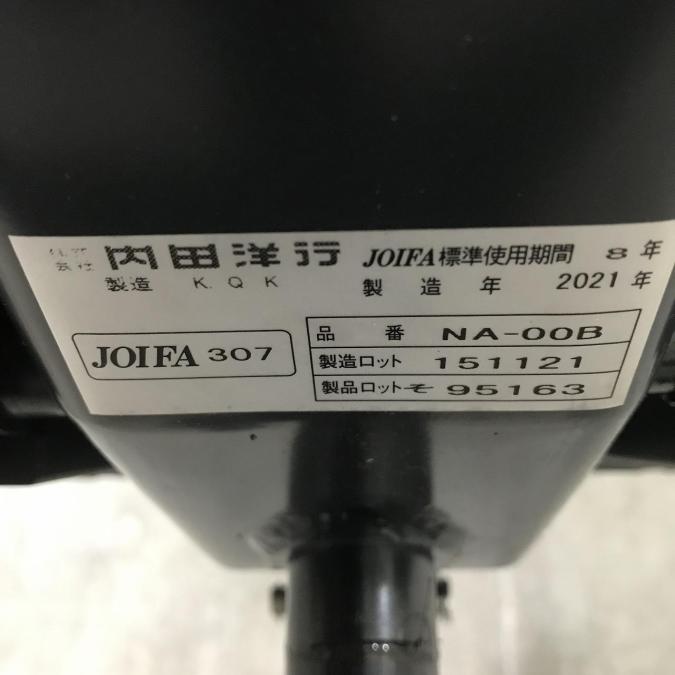 株式会社 内田洋行 JOIFA標準使用期間 8年
製造 K.QK 製造年 2021年
JOIFA 307
品番 NA-00B
製造ロット 151121
製品ロット そ 95163